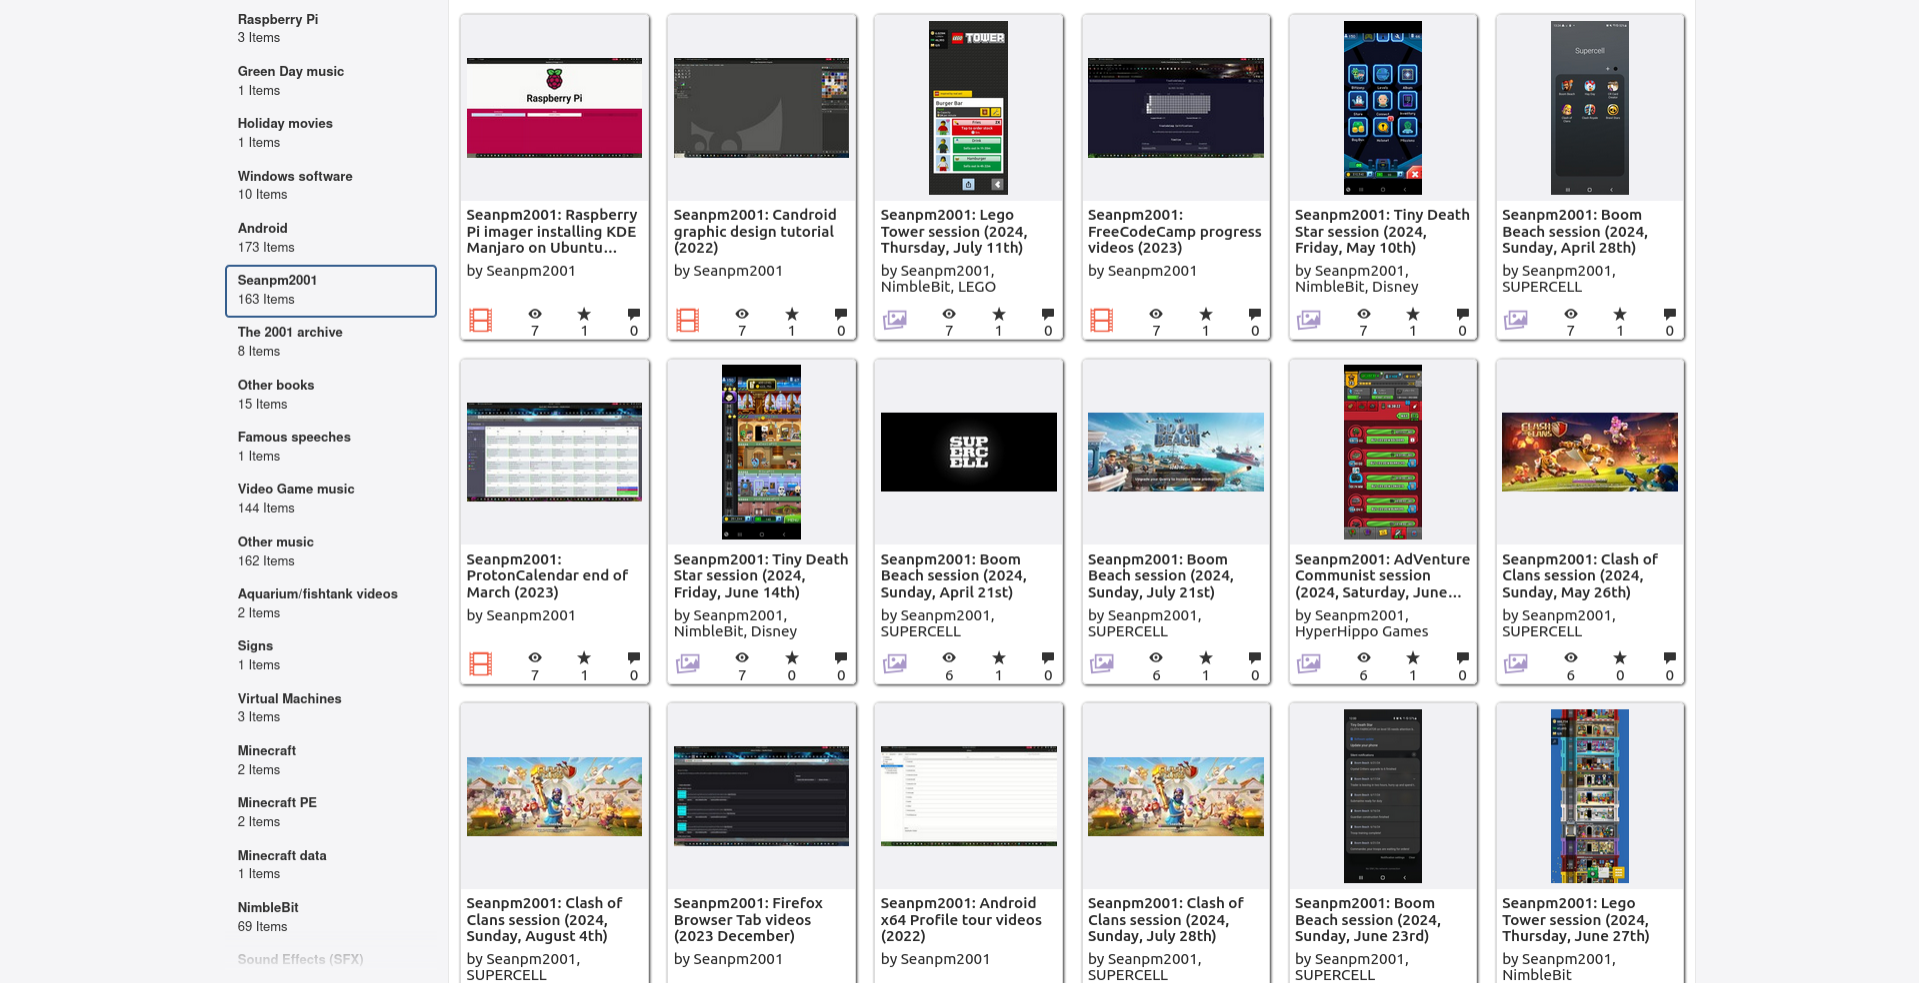 Raspberry Pi
3 Items
Green Day music
1 Items
Holiday movies
1 Items
Windows software
10 Items
Android
173 Items
Seanpm2001
163 Items
The 2001 archive
8 Items
Other books
15 Items
Famous speeches
1 Items
Video Game music
144 Items
Other music
162 Items
Aquarium/fishtank videos
2 Items
Signs
1 Items
Virtual Machines
3 Items
Minecraft
2 Items
Minecraft PE
2 Items
Minecraft data
1 Items
NimbleBit
69 Items
Sound Effects (SFX)
Raspberry Pi
Seanpm2001: Raspberry
Pi imager installing KDE
Manjaro on Ubuntu...
by Seanpm2001
7 1 0
Seanpm2001: Candroid
graphic design tutorial
(2022)
by Seanpm2001
7 1 0
LEGO TOWER
Burger Bar
Seanpm2001: Lego
Tower session (2024,
Thursday, July 11th)
by Seanpm2001,
NimbleBit, LEGO
7 1 0
Seanpm2001:
FreeCodeCamp progress
videos (2023)
by Seanpm2001
7 1 0
Seanpm2001: Tiny Death
Star session (2024,
Friday, May 10th)
by Seanpm2001,
NimbleBit, Disney
7 1 0
Supercell
Seanpm2001: Boom
Beach session (2024,
Sunday, April 28th)
by Seanpm2001,
SUPERCELL
7 1 0
Seanpm2001:
ProtonCalendar end of
March (2023)
by Seanpm2001
7 1 0
Seanpm2001: Tiny Death
Star session (2024,
Friday, June 14th)
by Seanpm2001,
NimbleBit, Disney
7 0 0
SUP
ERC
ELL
Seanpm2001: Boom
Beach session (2024,
Sunday, April 21st)
by Seanpm2001,
SUPERCELL
6 1 0
BOOM
BEACH
Seanpm2001: Boom
Beach session (2024,
Sunday, July 21st)
by Seanpm2001,
SUPERCELL
6 1 0
Seanpm2001: AdVenture
Communist session
(2024, Saturday, June...
by Seanpm2001,
HyperHippo Games
6 1 0
CLASH OF CLANS
Seanpm2001: Clash of
Clans session (2024,
Sunday, May 26th)
by Seanpm2001,
SUPERCELL
6 0 0
Seanpm2001: Clash of
Clans session (2024,
Sunday, August 4th)
by Seanpm2001,
SUPERCELL
Seanpm2001: Firefox
Browser Tab videos
(2023 December)
by Seanpm2001
Seanpm2001: Android
x64 Profile tour videos
(2022)
by Seanpm2001
Seanpm2001: Clash of
Clans session (2024,
Sunday, July 28th)
by Seanpm2001,
SUPERCELL
Seanpm2001: Boom
Beach session (2024,
Sunday, June 23rd)
by Seanpm2001,
SUPERCELL
Seanpm2001: Lego
Tower session (2024,
Thursday, June 27th)
by Seanpm2001,
NimbleBit